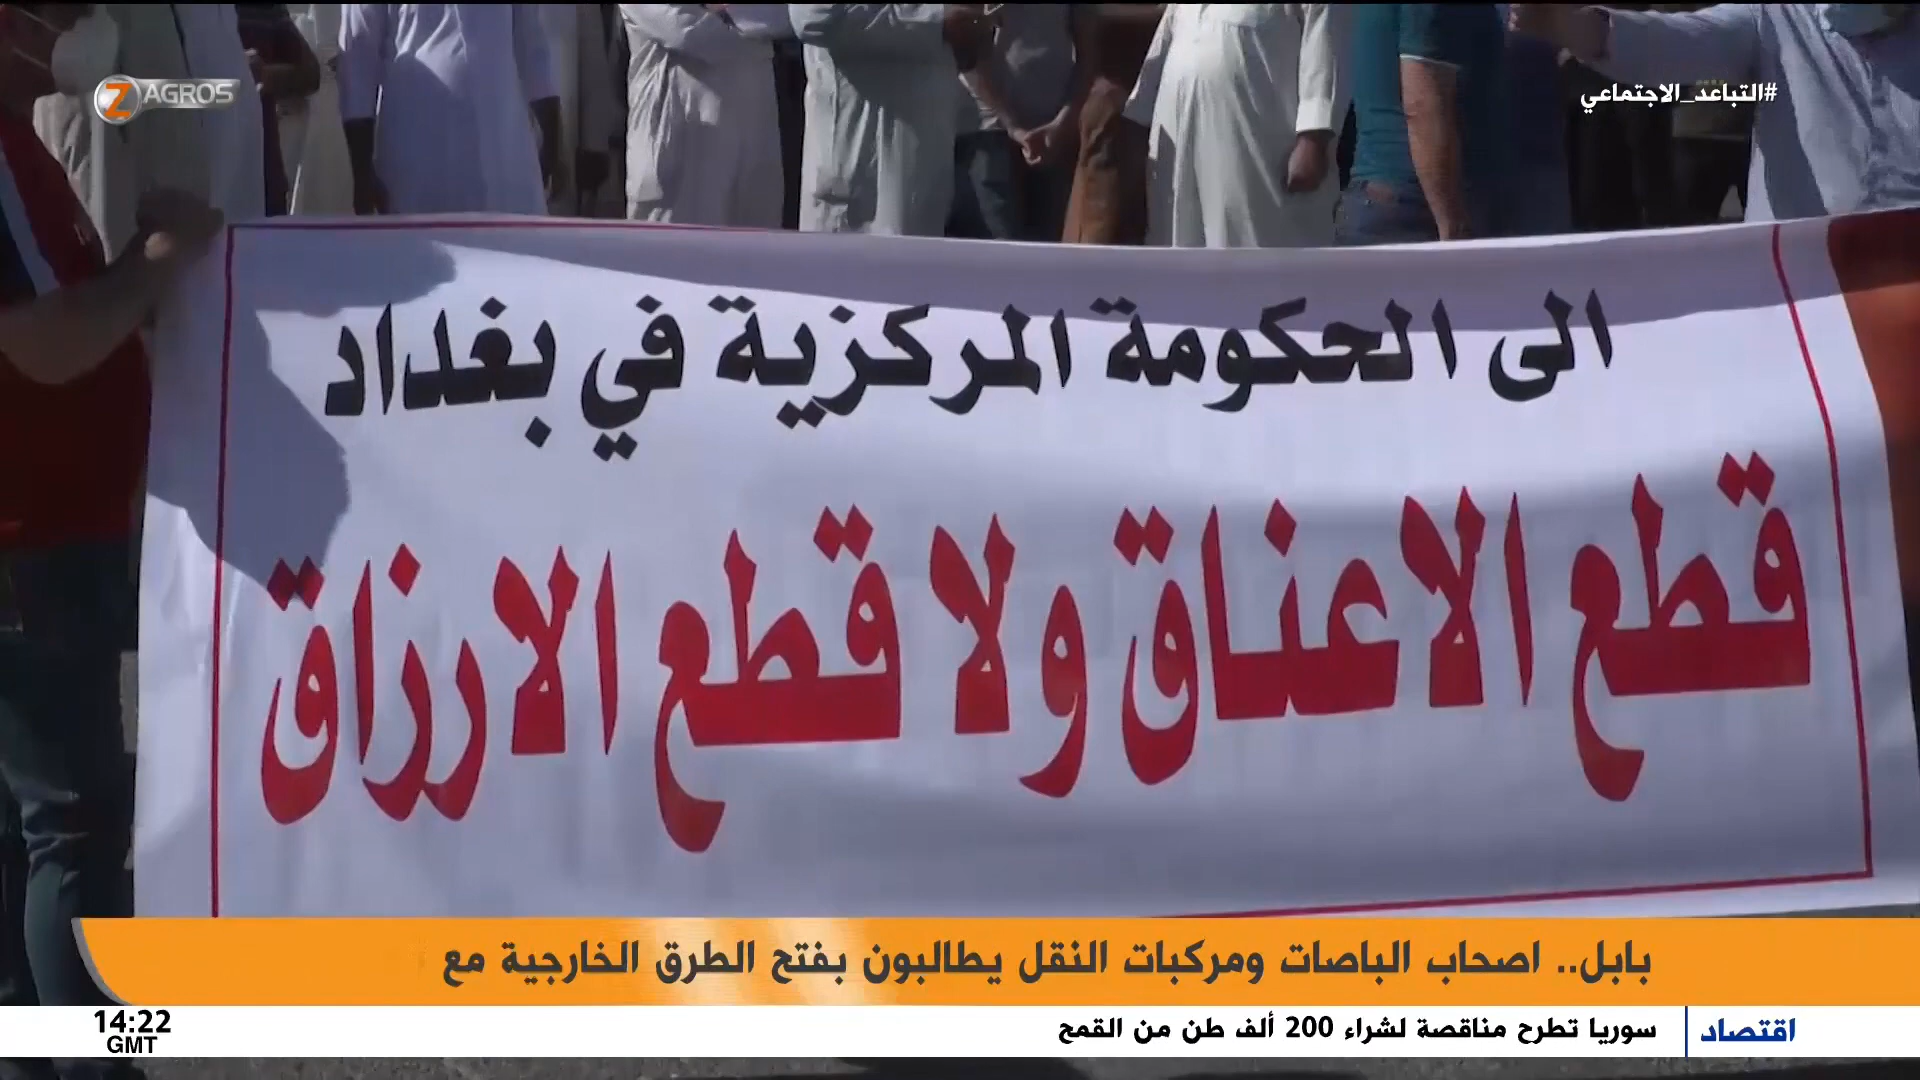 ZAGROS
#التباعد_الاجتماعي
الى الحكومة المركزية في بغداد
قطع الاعناق ولا قطع الارزاق
بابل.. اصحاب الباصات ومركبات النقل يطالبون بفتح الطرق الخارجية مع
14:22
GMT
اقتصاد
سوريا تطرح مناقصة لشراء 200 ألف طن من القمح